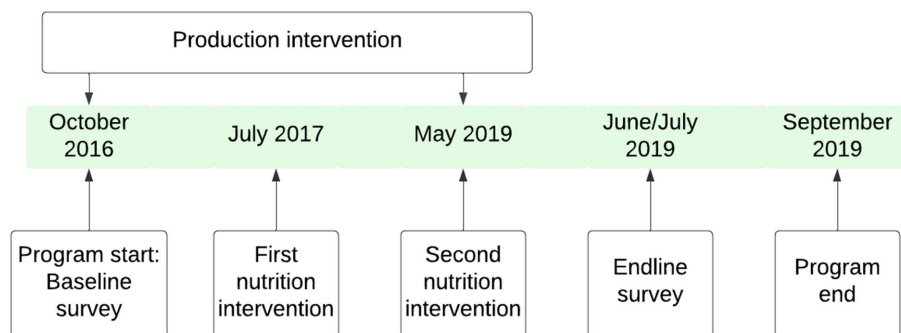 Production intervention
October
2016
July 2017
May 2019
June/July
2019
September
2019
Program start:
Baseline
survey
First
nutrition
intervention
Second
nutrition
intervention
Endline
survey
Program
end